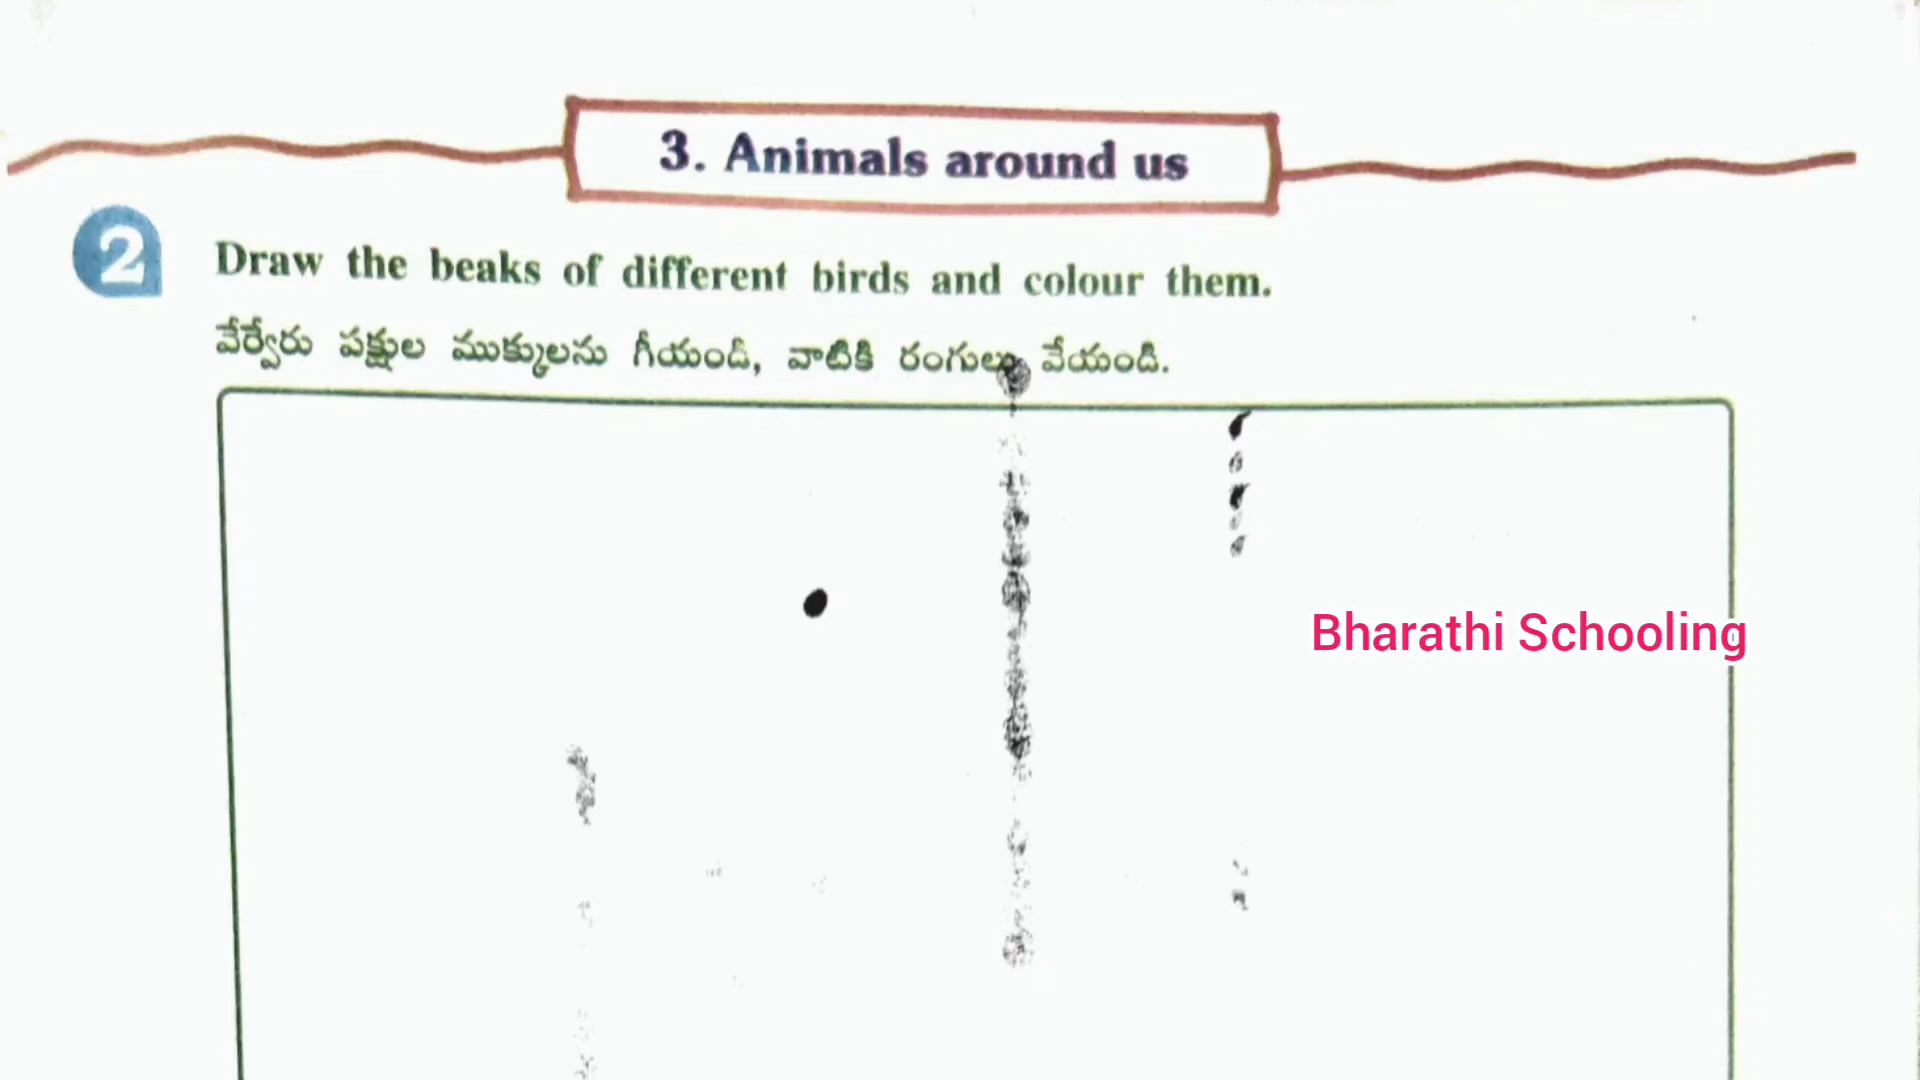 3. Animals around us
2
Draw the beaks of different birds and colour them.
వేర్వేరు పక్షుల ముక్కులను గీయండి, వాటికి రంగులు వేయండి.
Bharathi Schooling